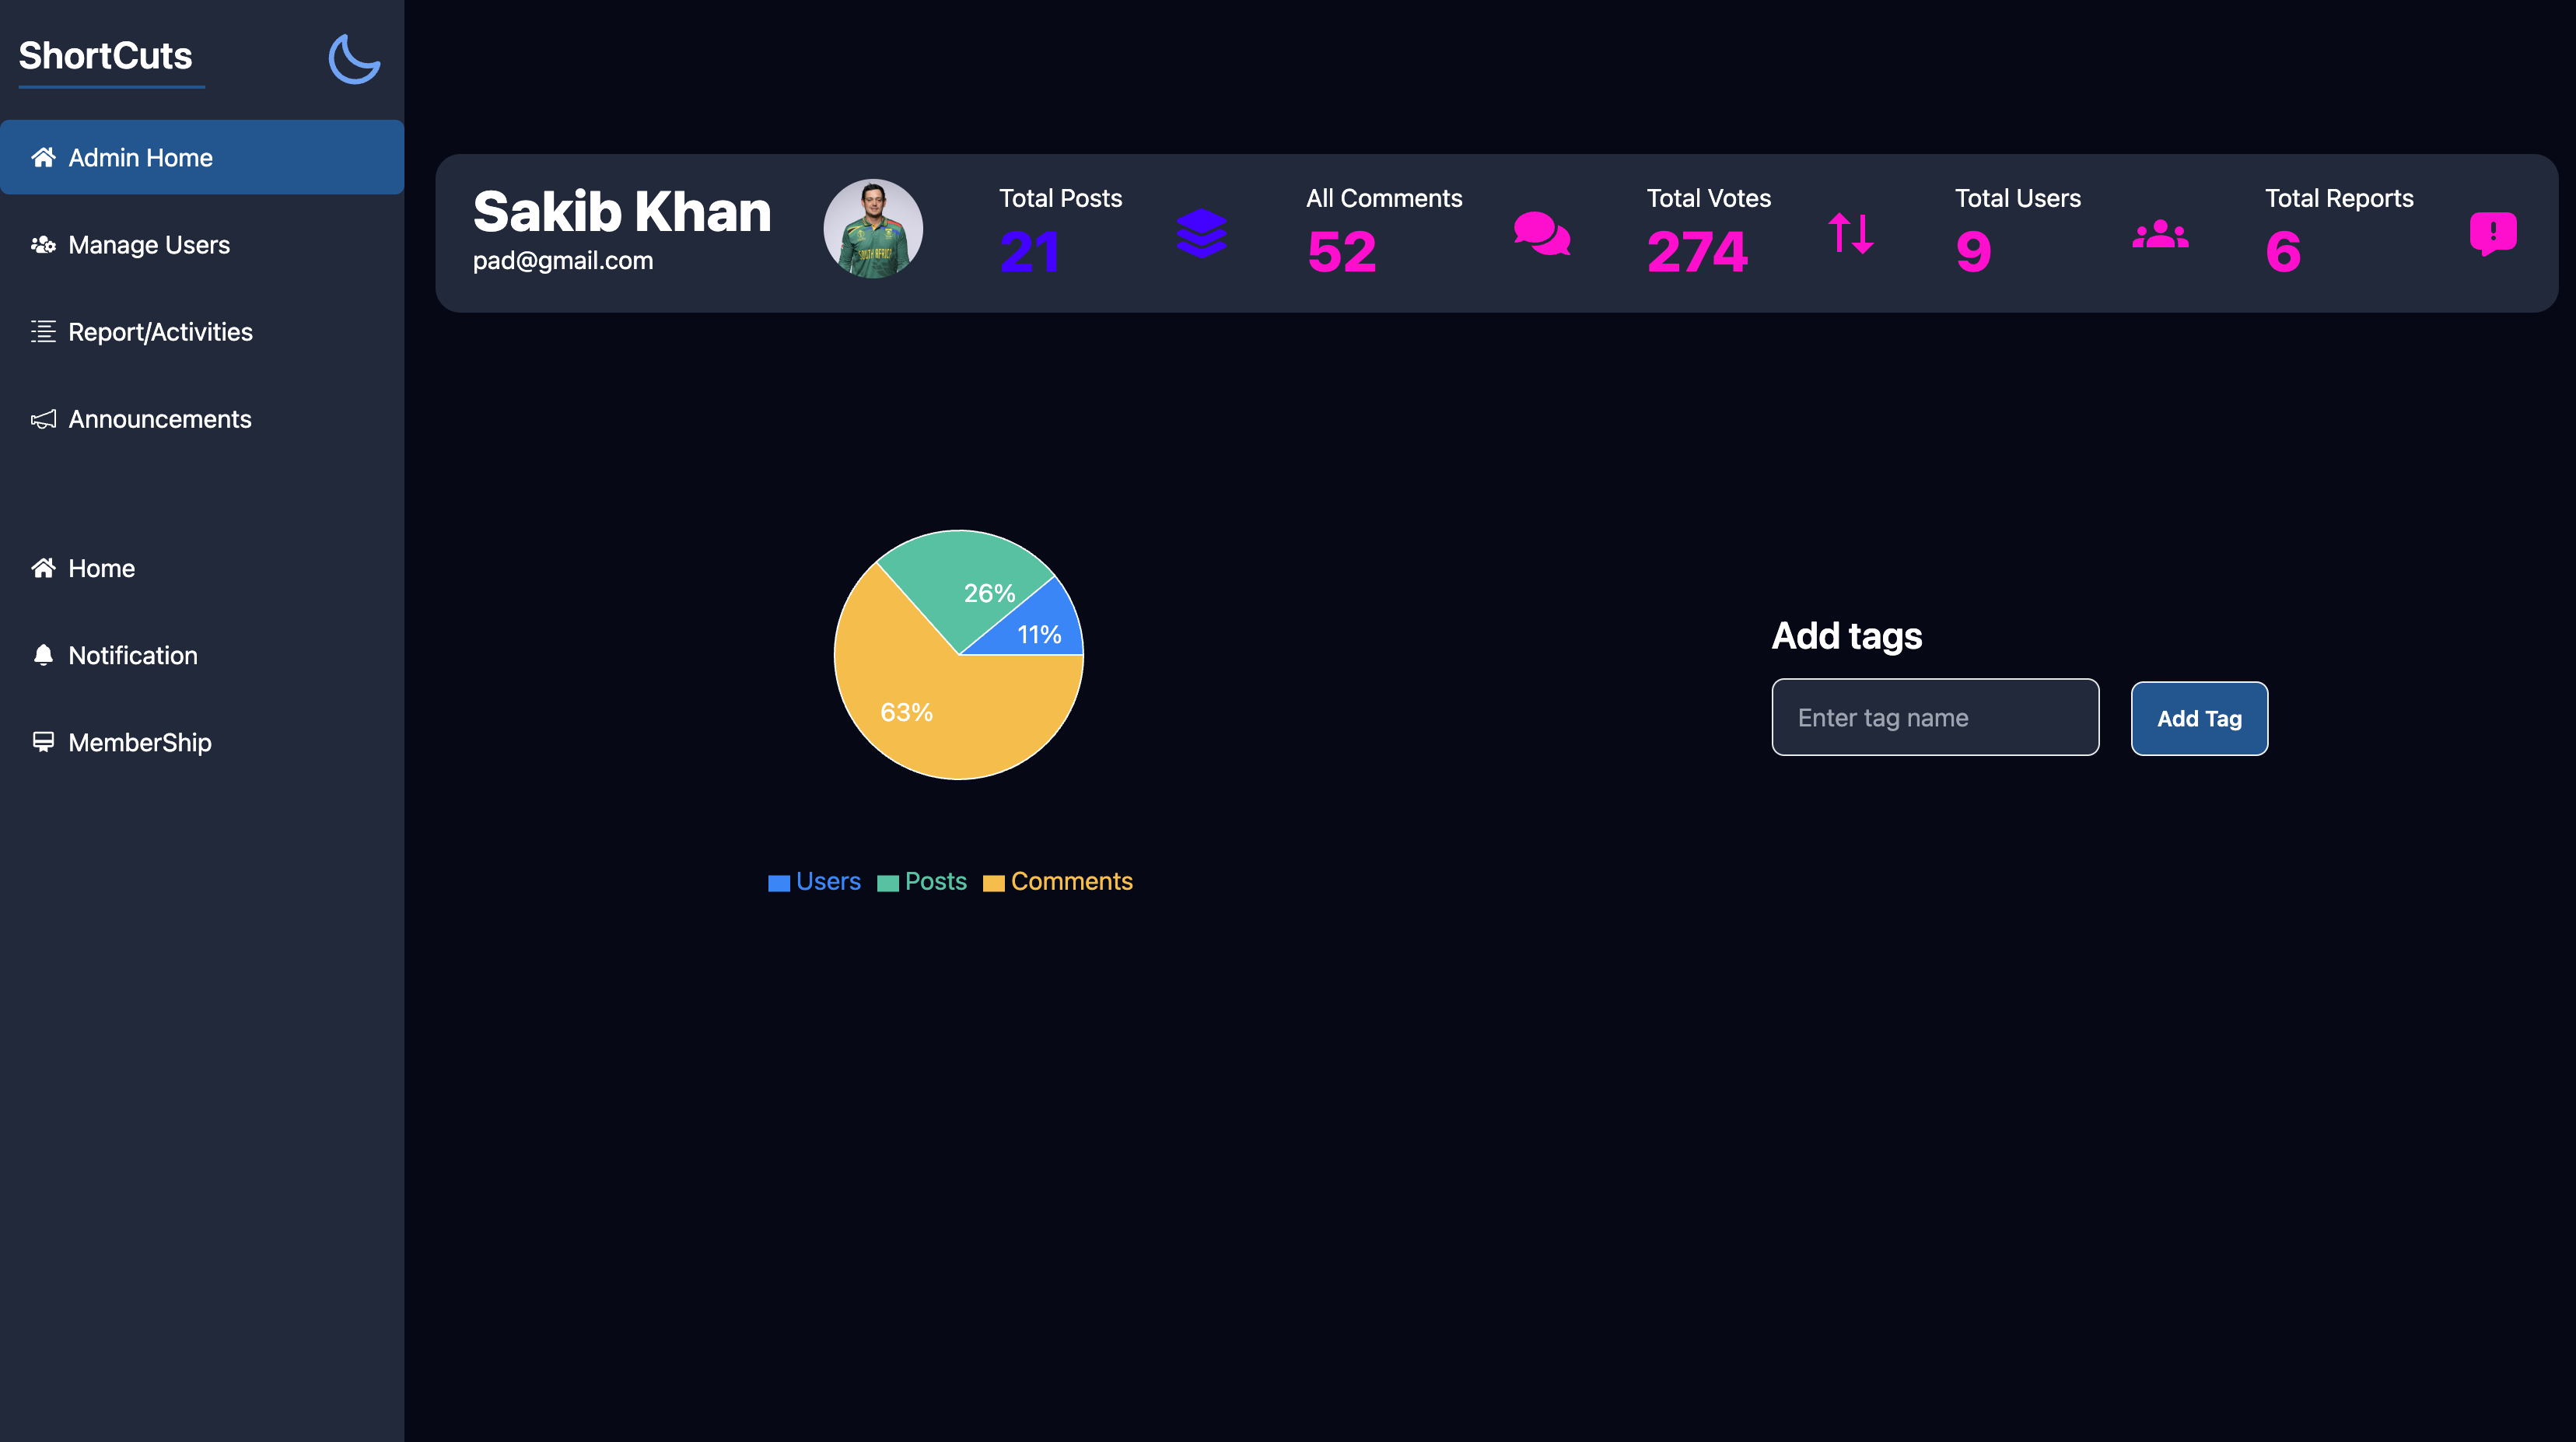 ShortCuts
Admin Home
Manage Users
Report/Activities
Announcements
Home
Notification
MemberShip
Sakib Khan
pad@gmail.com
SOUTH AFRICA
Total Posts
21
All Comments
52
Total Votes
274
Total Users
9
Total Reports
6
26%
11%
63%
Users Posts Comments
Add tags
Enter tag name
Add Tag